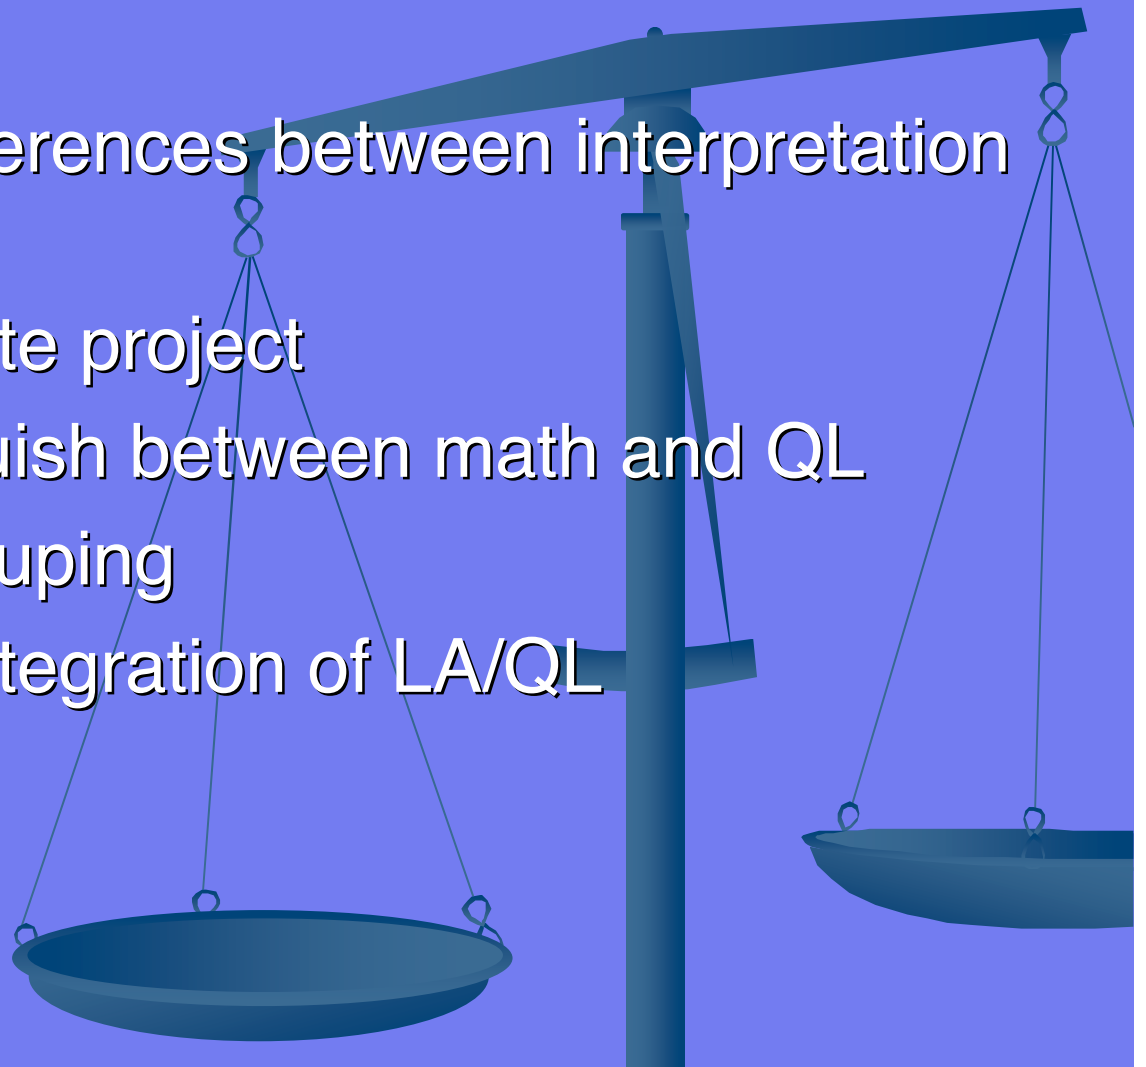 erences between interpretation
te project
uish between math and QL
uping
tegration of LA/QL